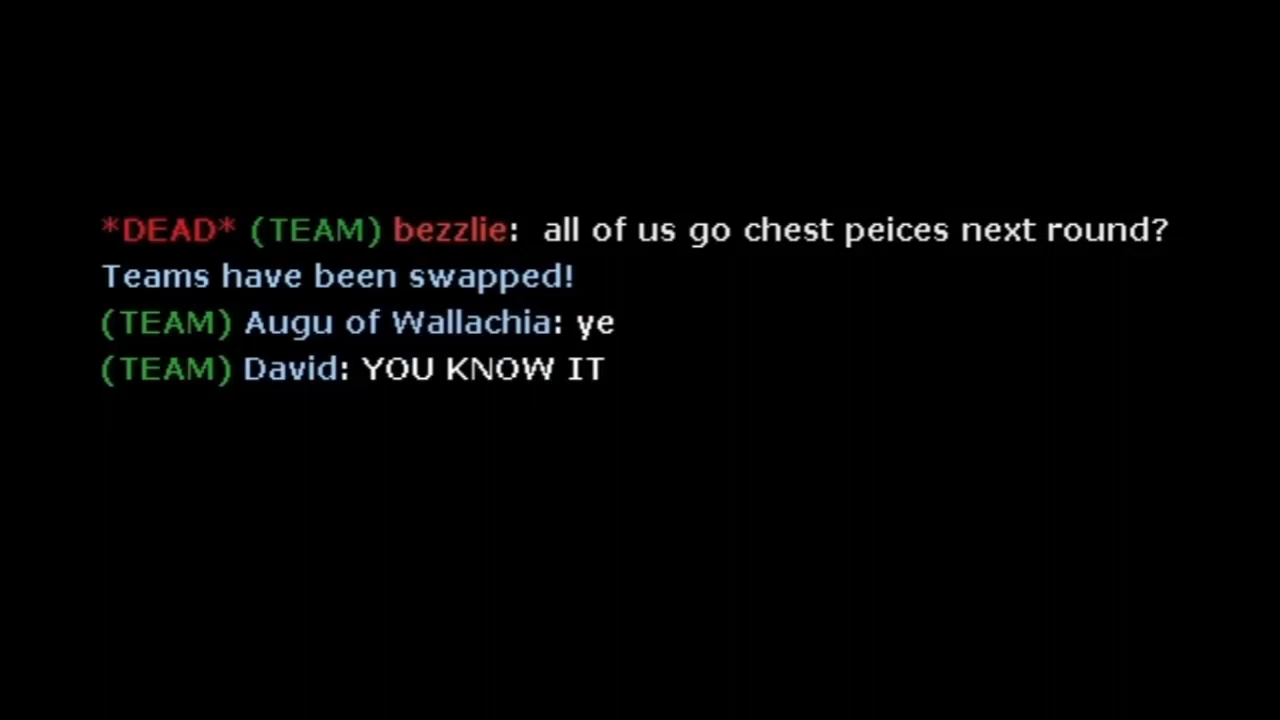 *DEAD* (TEAM) bezzlie:  all of us go chest peices next round?
Teams have been swapped!
(TEAM) Augu of Wallachia: ye
(TEAM) David: YOU KNOW IT